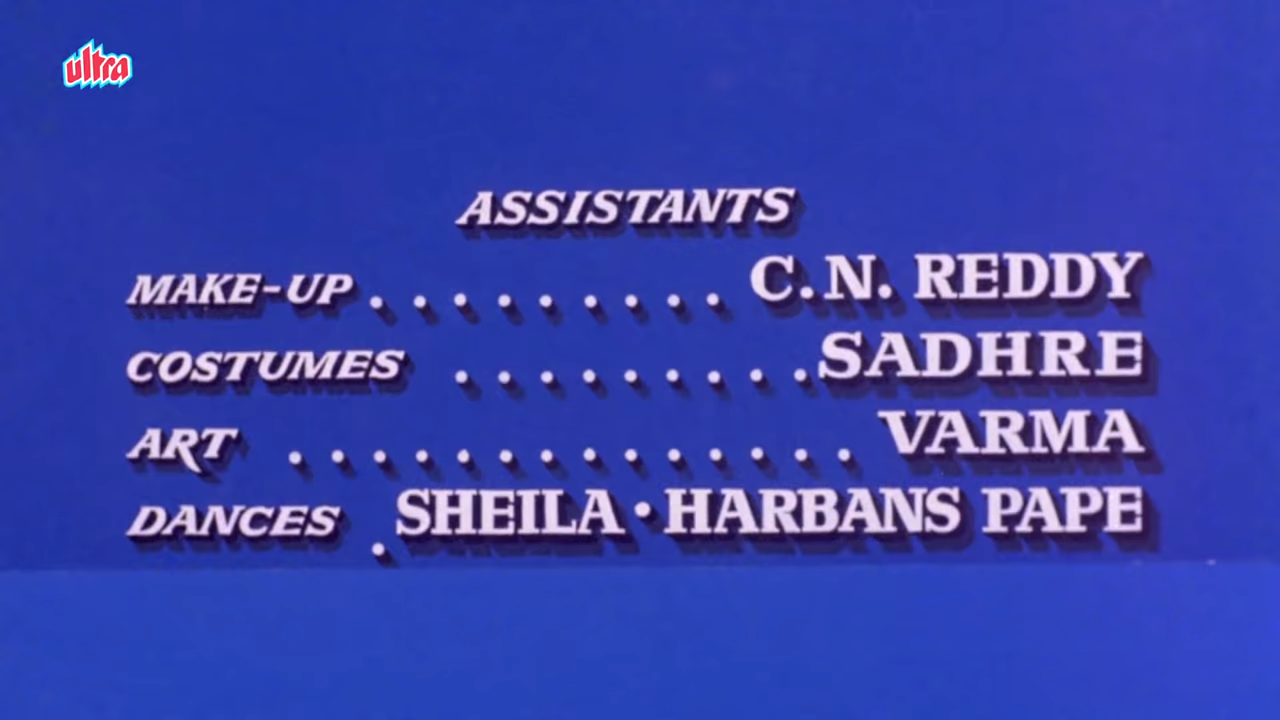 ultra
ASSISTANTS
MAKE-UP . . . . . . . . . C.N. REDDY
COSTUMES . . . . . . . . . SADHRE
ART . . . . . . . . . . . . . . VARMA
DANCES . SHEILA • HARBANS PAPE